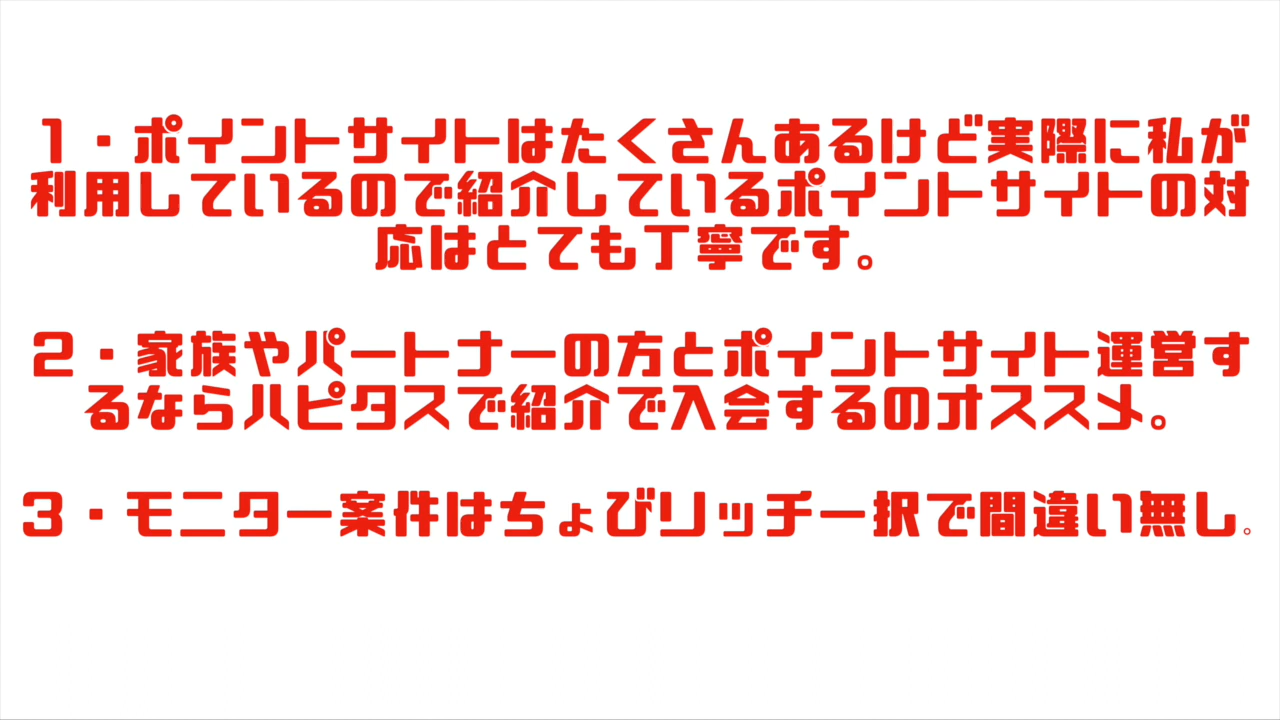 1・ポイントサイトはたくさんあるけど実際に私が
利用しているので紹介しているポイントサイトの対
応はとても丁寧です。
2・家族やパートナーの方とポイントサイト運営す
るならハピタスで紹介で入会するのオススメ。
3・モニター案件はちょびリッチ一択で間違い無し。